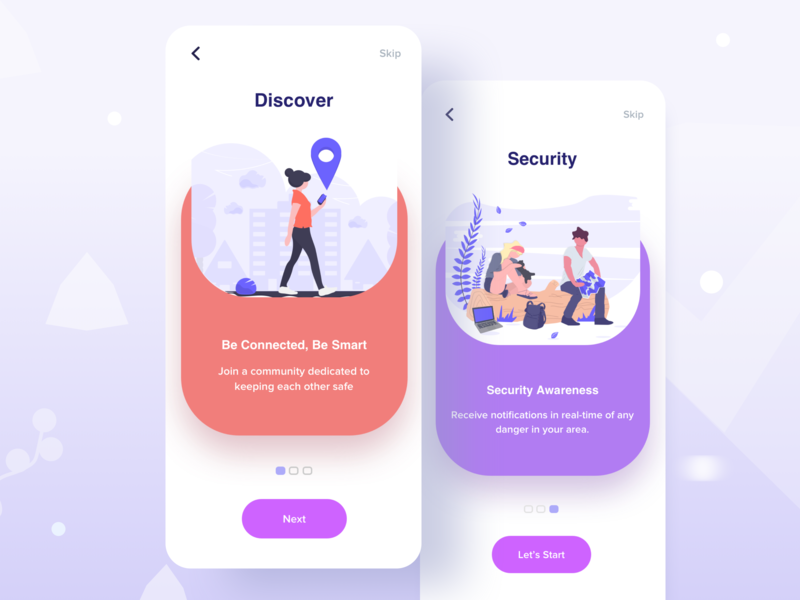 Skip
Discover
Be Connected, Be Smart
Join a community dedicated to
keeping each other safe
Next
Skip
Security
Security Awareness
Receive notifications in real-time of any
danger in your area.
Let's Start